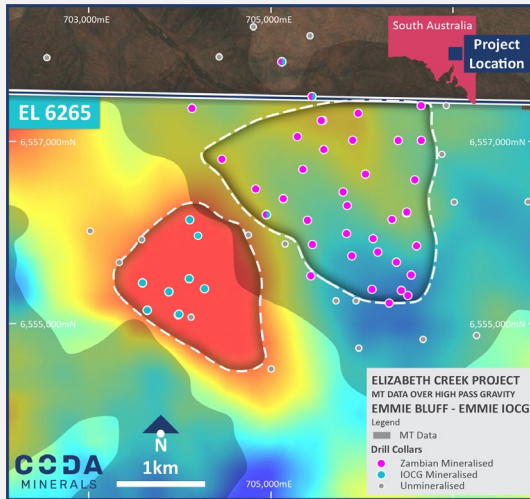 703,000mE
705,000mE
South Australia
Project
Location
EL 6265
6,557,000mN
6,557,000mN
6,555,000mN
6,555,000mN
ELIZABETH CREEK PROJECT
MT DATA OVER HIGH PASS GRAVITY
EMMIE BLUFF - EMMIE IOCG
Legend
MT Data
Drill Collars
Zambian Mineralised
IOCG Mineralised
Unmineralised
N
1km
CODA
MINERALS
705,000mE